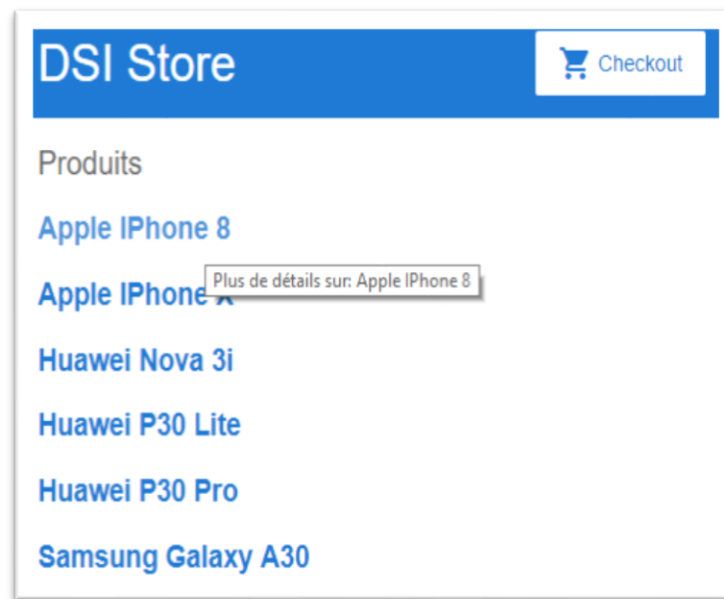 DSI Store
Checkout
Produits
Apple IPhone 8
Plus de détails sur: Apple IPhone 8
Apple IPhone X
Huawei Nova 3i
Huawei P30 Lite
Huawei P30 Pro
Samsung Galaxy A30